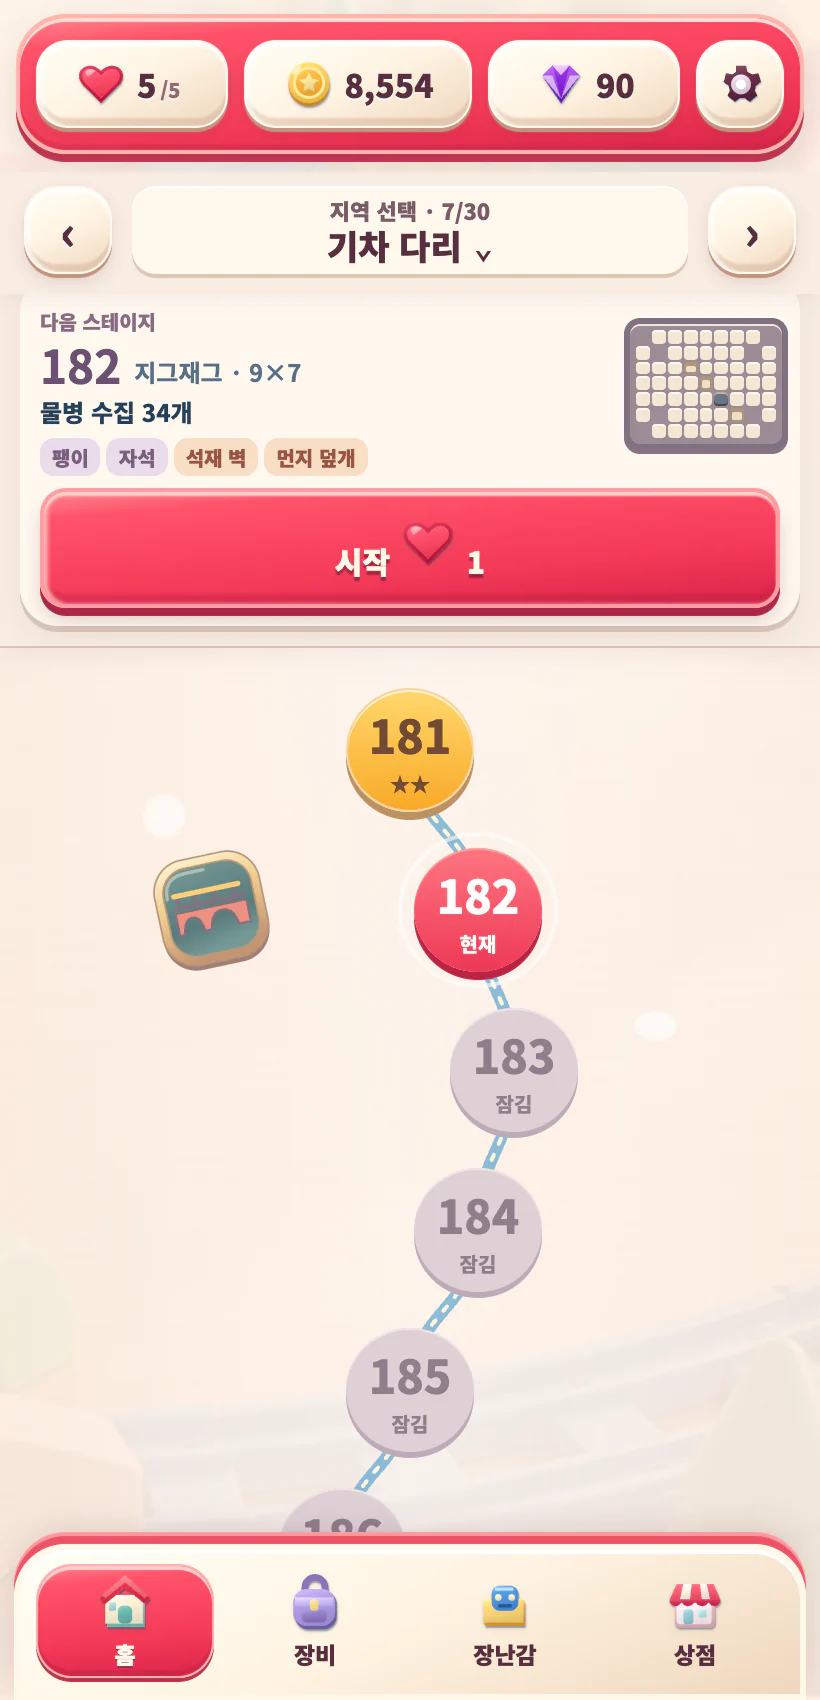 5/5
8,554
90
지역 선택 · 7/30
기차 다리
다음 스테이지
182 지그재그 · 9×7
물병 수집 34개
팽이 자석 석재 벽 먼지 덮개
시작 1
181
★★
182
현재
183
잠김
184
잠김
185
잠김
186
홈 장비 장난감 상점